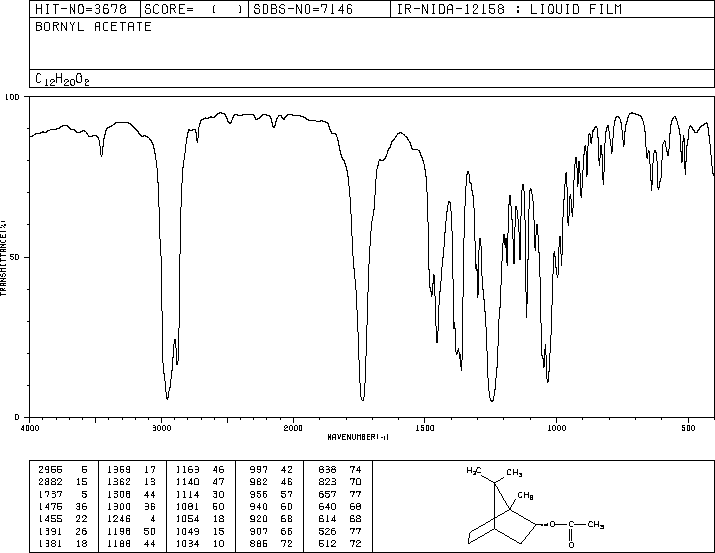 HIT-NO=3678 SCORE= ( ) SDBS-NO=7146 IR-NIDA-12158 : LIQUID FILM
BORNYL ACETATE
C12H20O2
100
TRANSMITTANCE(%)
50
0
4000 3000 2000 1500 1000 500
WAVENUMBER(-1)
2956 6 1369 17 1163 46 997 42 838 74
2882 15 1362 13 1140 47 982 46 823 70
1737 5 1308 44 1114 30 956 57 657 77
1476 36 1300 36 1081 50 940 60 640 68
1455 22 1246 4 1054 18 920 68 614 68
1391 26 1198 50 1049 15 907 66 526 77
1381 18 1188 44 1034 10 886 72 512 72
H3C
CH3
CH3
O
C
CH3
O